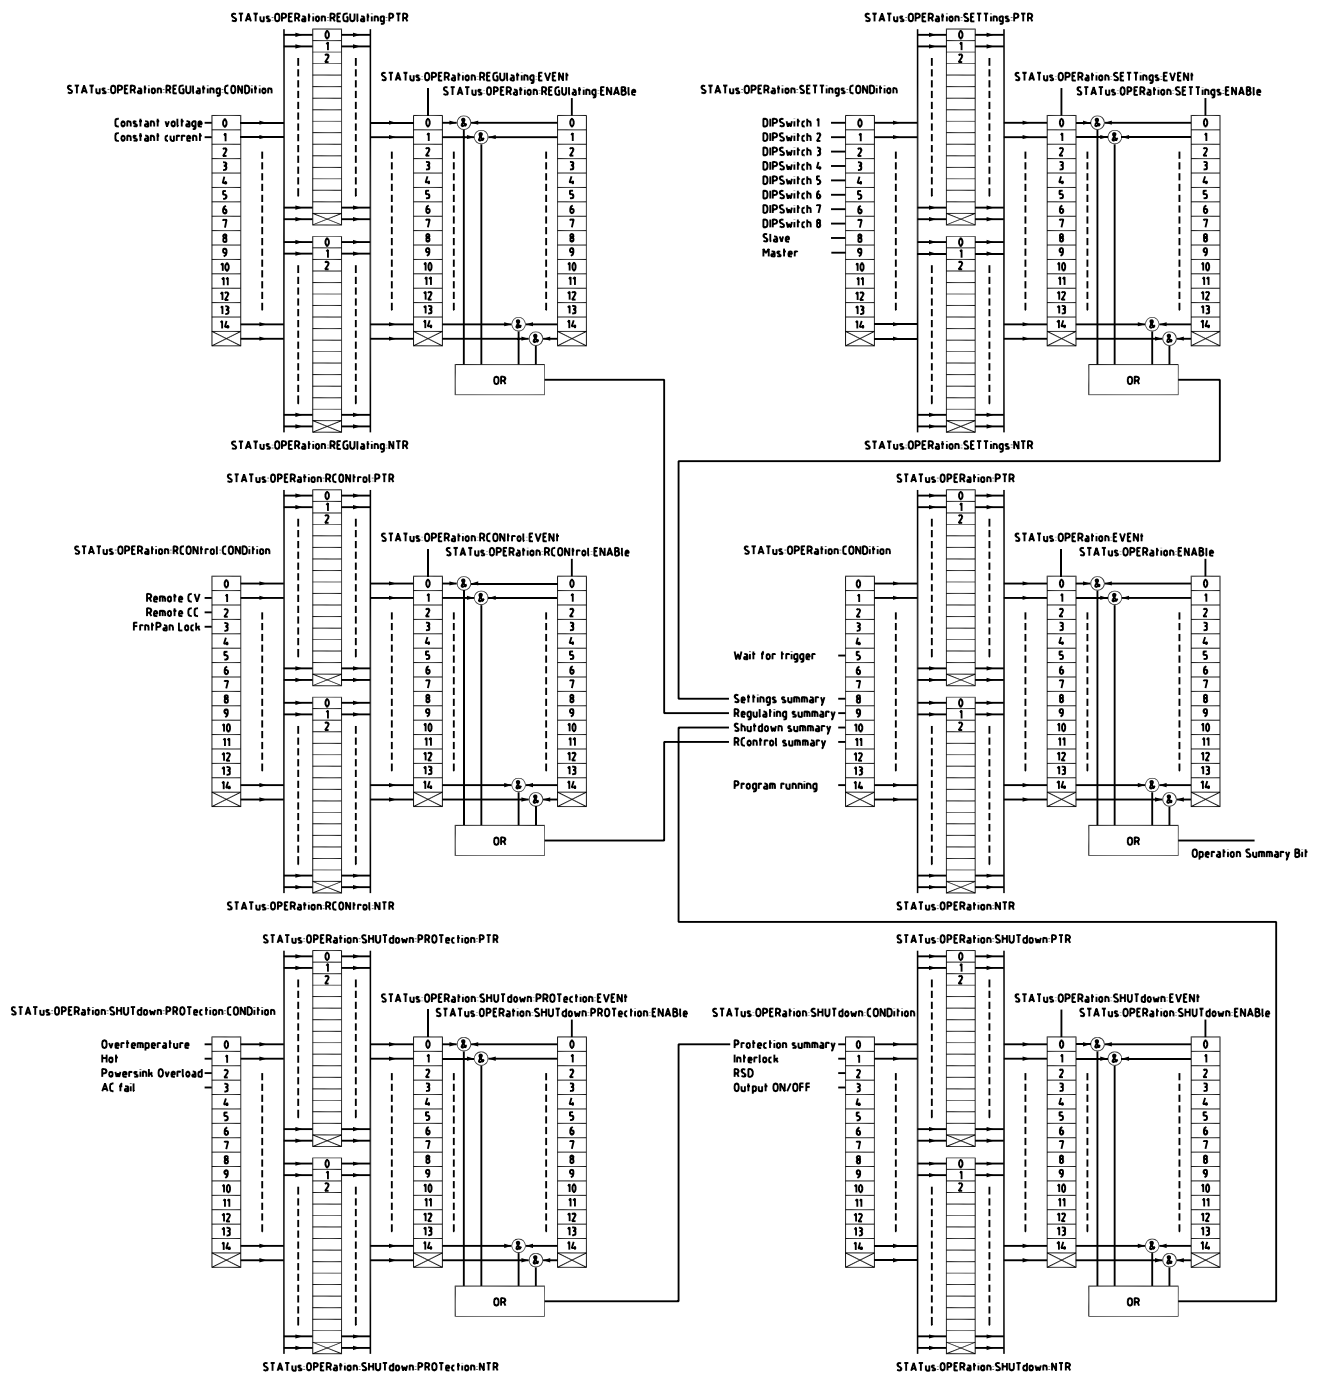 STATus:OPERation:REGUlating:PTR
0
1
2
STATus:OPERation:REGUlating:EVENt
STATus:OPERation:REGUlating:CONDition
STATus:OPERation:REGUlating:ENABle
Constant voltage 0 0 & 0
Constant current 1 1 & 1
2 2 2
3 3 3
4 4 4
5 5 5
6 6 6
7 7 7
8 8 8
9 9 9
10 10 10
11 11 11
12 12 12
13 13 13
14 14 & 14
&
0
1
2
OR
STATus:OPERation:REGUlating:NTR
STATus:OPERation:SETTings:PTR
0
1
2
STATus:OPERation:SETTings:EVENt
STATus:OPERation:SETTings:CONDition
STATus:OPERation:SETTings:ENABle
DIPSwitch 1 0 0 & 0
DIPSwitch 2 1 1 & 1
DIPSwitch 3 2 2 2
DIPSwitch 4 3 3 3
DIPSwitch 5 4 4 4
DIPSwitch 6 5 5 5
DIPSwitch 7 6 6 6
DIPSwitch 8 7 7 7
Slave 8 8 8
Master 9 9 9
10 10 10
11 11 11
12 12 12
13 13 13
14 14 & 14
&
0
1
2
OR
STATus:OPERation:SETTings:NTR
STATus:OPERation:RCONtrol:PTR
0
1
2
STATus:OPERation:RCONtrol:EVENt
STATus:OPERation:RCONtrol:CONDition
STATus:OPERation:RCONtrol:ENABle
0 0 & 0
Remote CV 1 1 & 1
Remote CC 2 2 2
FrntPan Lock 3 3 3
4 4 4
5 5 5
6 6 6
7 7 7
8 8 8
9 9 9
10 10 10
11 11 11
12 12 12
13 13 13
14 14 & 14
&
0
1
2
OR
STATus:OPERation:RCONtrol:NTR
STATus:OPERation:PTR
0
1
2
STATus:OPERation:EVENt
STATus:OPERation:CONDition
STATus:OPERation:ENABle
0 0 & 0
1 1 & 1
2 2 2
3 3 3
4 4 4
Wait for trigger 5 5 5
6 6 6
7 7 7
Settings summary 8 8 8
Regulating summary 9 9 9
Shutdown summary 10 10 10
RControl summary 11 11 11
12 12 12
13 13 13
Program running 14 14 & 14
&
0
1
2
OR
Operation Summary Bit
STATus:OPERation:NTR
STATus:OPERation:SHUTdown:PROTection:PTR
0
1
2
STATus:OPERation:SHUTdown:PROTection:EVENt
STATus:OPERation:SHUTdown:PROTection:CONDition
STATus:OPERation:SHUTdown:PROTection:ENABle
Overtemperature 0 0 & 0
Hot 1 1 & 1
Powersink Overload 2 2 2
AC fail 3 3 3
4 4 4
5 5 5
6 6 6
7 7 7
8 8 8
9 9 9
10 10 10
11 11 11
12 12 12
13 13 13
14 14 & 14
&
0
1
2
OR
STATus:OPERation:SHUTdown:PROTection:NTR
STATus:OPERation:SHUTdown:PTR
0
1
2
STATus:OPERation:SHUTdown:EVENt
STATus:OPERation:SHUTdown:CONDition
STATus:OPERation:SHUTdown:ENABle
Protection summary 0 0 & 0
Interlock 1 1 & 1
RSD 2 2 2
Output ON/OFF 3 3 3
4 4 4
5 5 5
6 6 6
7 7 7
8 8 8
9 9 9
10 10 10
11 11 11
12 12 12
13 13 13
14 14 & 14
&
0
1
2
OR
STATus:OPERation:SHUTdown:NTR